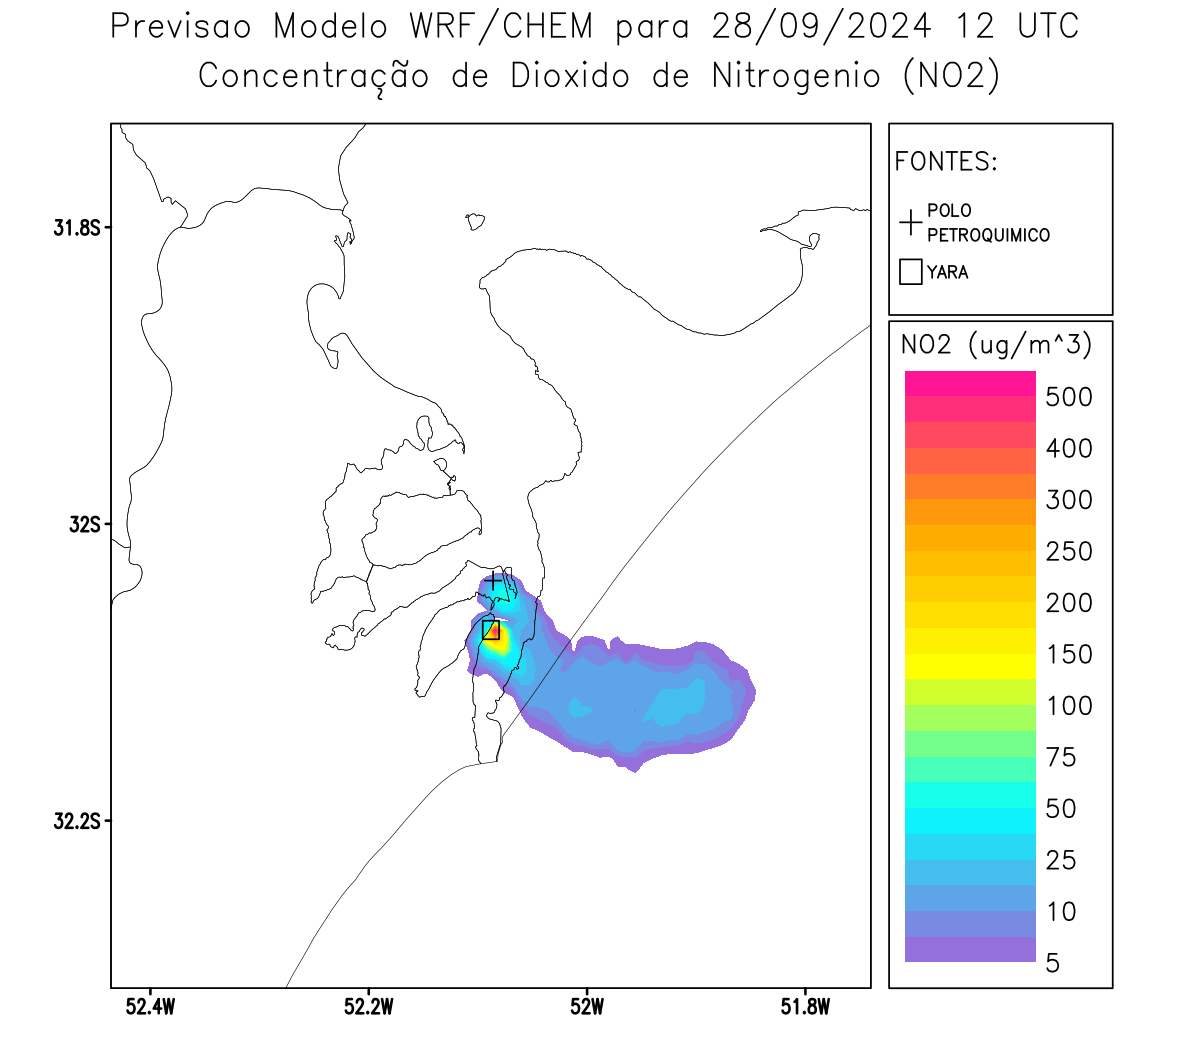 Previsao Modelo WRF/CHEM para 28/09/2024 12 UTC
Concentração de Dioxido de Nitrogenio (NO2)
FONTES:
POLO
PETROQUIMICO
YARA
NO2 (ug/m^3)
500
400
300
250
200
150
100
75
50
25
10
5
31.8S
32S
32.2S
52.4W
52.2W
52W
51.8W